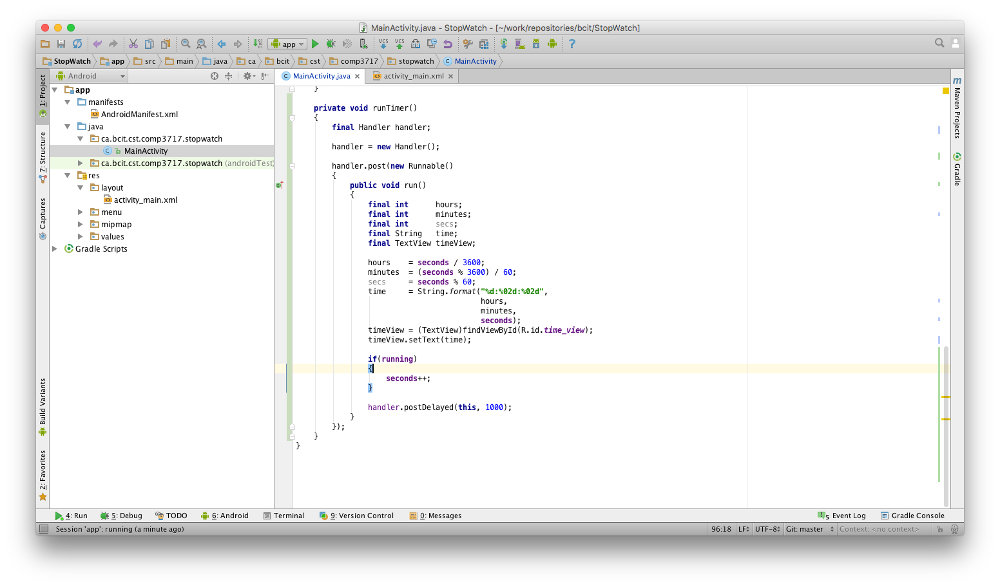 MainActivity.java - StopWatch - [~/work/repositories/bcit/StopWatch]
app
VCS VCS
?
StopWatch app src main java ca bcit cst comp3717 stopwatch MainActivity
Android
MainActivity.java activity_main.xml
1: Project
7: Structure
Captures
Build Variants
2: Favorites
app
manifests
AndroidManifest.xml
java
ca.bcit.cst.comp3717.stopwatch
MainActivity
ca.bcit.cst.comp3717.stopwatch (androidTest)
res
layout
activity_main.xml
menu
mipmap
values
Gradle Scripts
}
private void runTimer()
{
final Handler handler;
handler = new Handler();
handler.post(new Runnable()
{
public void run()
{
final int hours;
final int minutes;
final int secs;
final String time;
final TextView timeView;
hours = seconds / 3600;
minutes = (seconds % 3600) / 60;
secs = seconds % 60;
time = String.format("%d:%02d:%02d",
hours,
minutes,
seconds);
timeView = (TextView)findViewById(R.id.time_view);
timeView.setText(time);
if(running)
{
seconds++;
}
handler.postDelayed(this, 1000);
}
});
}
}
m Maven Projects
Gradle
4: Run 5: Debug TODO 6: Android Terminal 9: Version Control 0: Messages 5 Event Log Gradle Console
Session 'app': running (a minute ago) 96:18 LF UTF-8 Git: master Context: <no context>